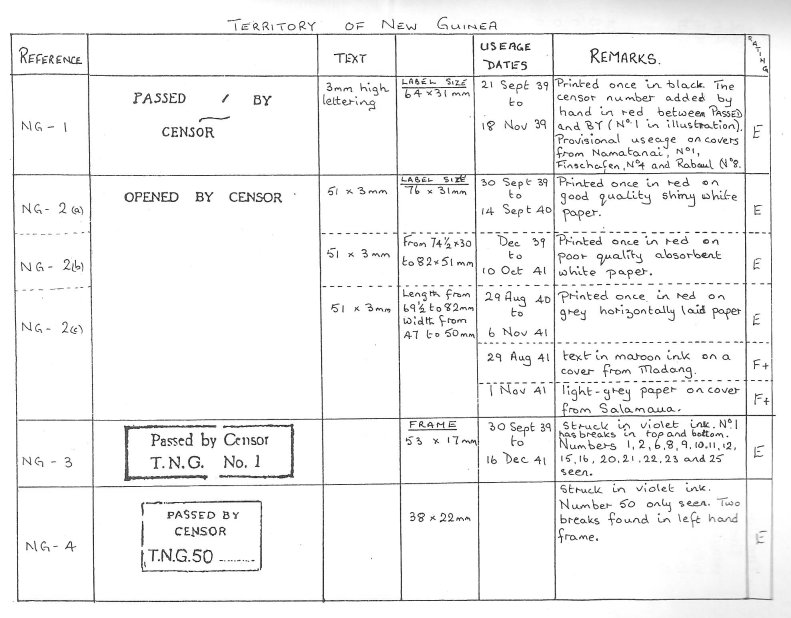 TERRITORY OF NEW GUINEA
REFERENCE
TEXT
USEAGE
DATES
REMARKS.
RATING
NG-1
PASSED / BY
CENSOR
3mm high
lettering
LABEL SIZE
64 x 31 mm
21 Sept 39
to
18 Nov 39
Printed once in black. The
censor number added by
hand in red between PASSED
and BY (Nº 1 in illustration).
Provisional useage on covers
from Namatanai, Nº1,
Finschafen, Nº4 and Rabaul (Nº8.
E
NG-2(a)
OPENED BY CENSOR
51 x 3mm
LABEL SIZE
76 x 31mm
30 Sept 39
to
14 Sept 40
Printed once in red on
good quality shiny white
paper.
E
NG-2(b)
51 x 3mm
From 74½ x 30
to 82 x 51 mm
Dec 39
to
10 Oct 41
Printed once in red on
poor quality absorbent
white paper.
E
NG-2(c)
51 x 3mm
Length from
69½ to 82mm
Width from
47 to 50mm
29 Aug 40
to
6 Nov 41
Printed once in red on
grey horizontally laid paper
E
29 Aug 41
text in maroon ink on a
cover from Madang.
F+
1 Nov 41
light-grey paper on cover
from Salamaua.
F+
NG-3
Passed by Censor
T.N.G. No. 1
FRAME
53 x 17mm
30 Sept 39
to
16 Dec 41
Struck in violet ink. Nº1
has breaks in top and bottom.
Numbers 1, 2, 6, 8, 9, 10, 11, 12,
15, 16, 20, 21, 22, 23 and 25
seen.
E
NG-4
PASSED BY
CENSOR
T.N.G. 50 ........
38 x 22mm
Struck in violet ink.
Number 50 only seen. Two
breaks found in left hand
frame.
E